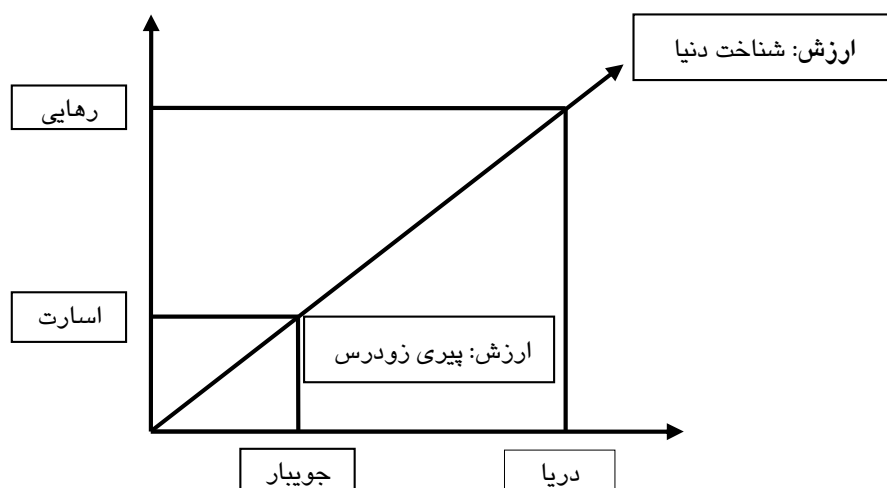 ارزش: شناخت دنیا
رهایی
اسارت
ارزش: پیری زودرس
جویبار
دریا